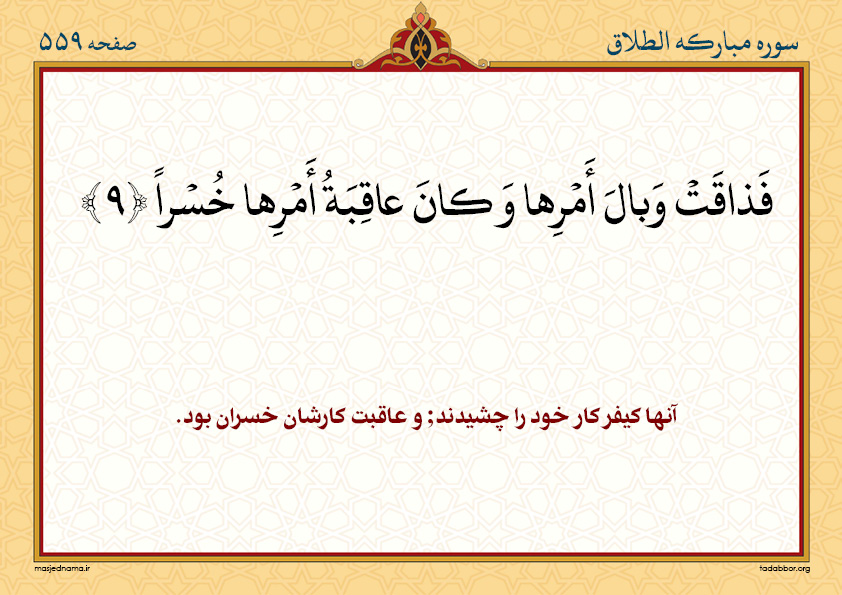 سوره مبارکه الطلاق
صفحه ۵۵۹
فَذاقَتْ وَبالَ أَمْرِها وَ كانَ عاقِبَةُ أَمْرِها خُسْراً ﴿۹﴾
آنها کیفر کار خود را چشیدند; و عاقبت کارشان خسران بود.
masjednama.ir
tadabbor.org